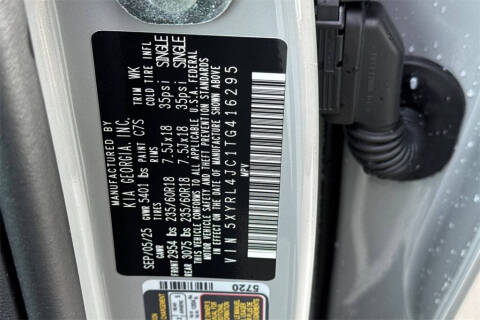 MANUFACTURED BY
KIA GEORGIA, INC.
SEP/05/25 PAINT C7S TRIM WK
GVWR 5401 lbs
TIRES RIMS COLD TIRE INFL
FRONT 2954 lbs 235/60R18 7.5Jx18 35psi SINGLE
REAR 3075 lbs 235/60R18 7.5Jx18 35psi SINGLE
THIS VEHICLE CONFORMS TO ALL APPLICABLE U.S.A. FEDERAL
MOTOR VEHICLE SAFETY AND THEFT PREVENTION STANDARDS
IN EFFECT ON THE DATE OF MANUFACTURE SHOWN ABOVE
VIN 5XYRL4JC1TG416295
MPV
5720